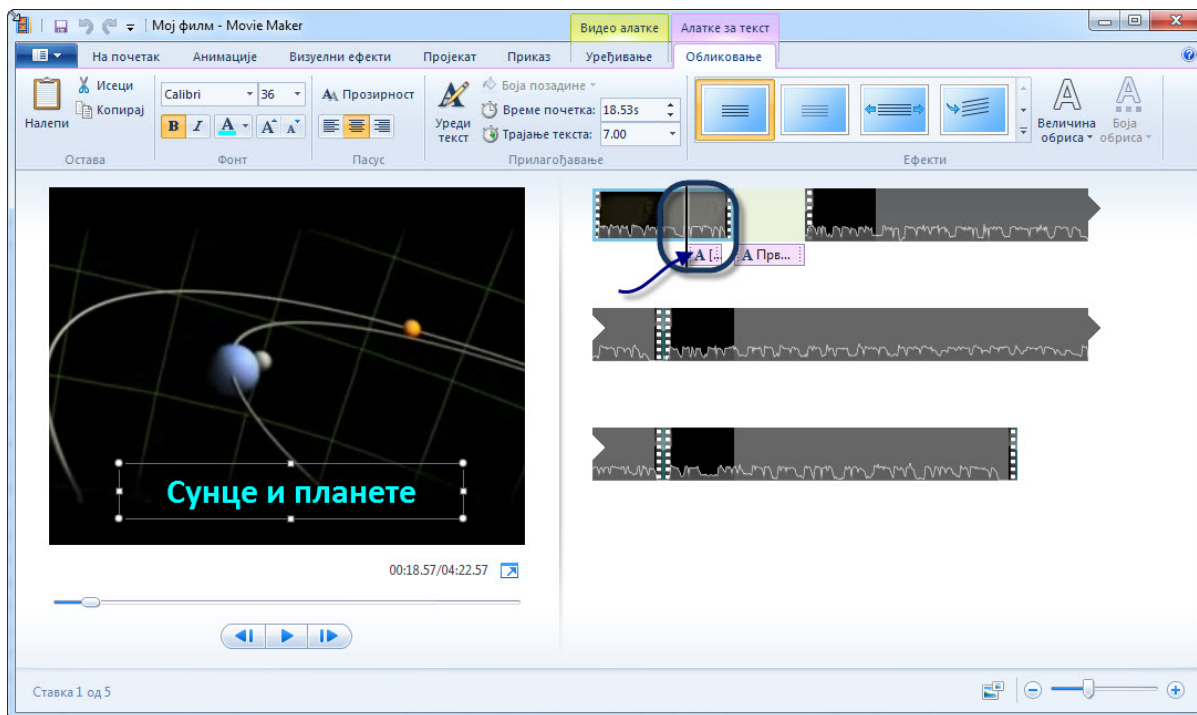 Мој филм - Movie Maker
Видео алатке
Алатке за текст
На почетак
Анимације
Визуелни ефекти
Пројекат
Приказ
Уређивање
Обликовање
Налепи
Исеци
Копирај
Остава
Calibri
36
B I A A A
Фонт
AA Прозирност
Пасус
Уреди
текст
Боја позадине
Време почетка: 18.53s
Трајање текста: 7.00
Прилагођавање
Ефекти
Величина
обриса
Боја
обриса
A [...
A Прв...
Сунце и планете
00:18.57/04:22.57
Ставка 1 од 5